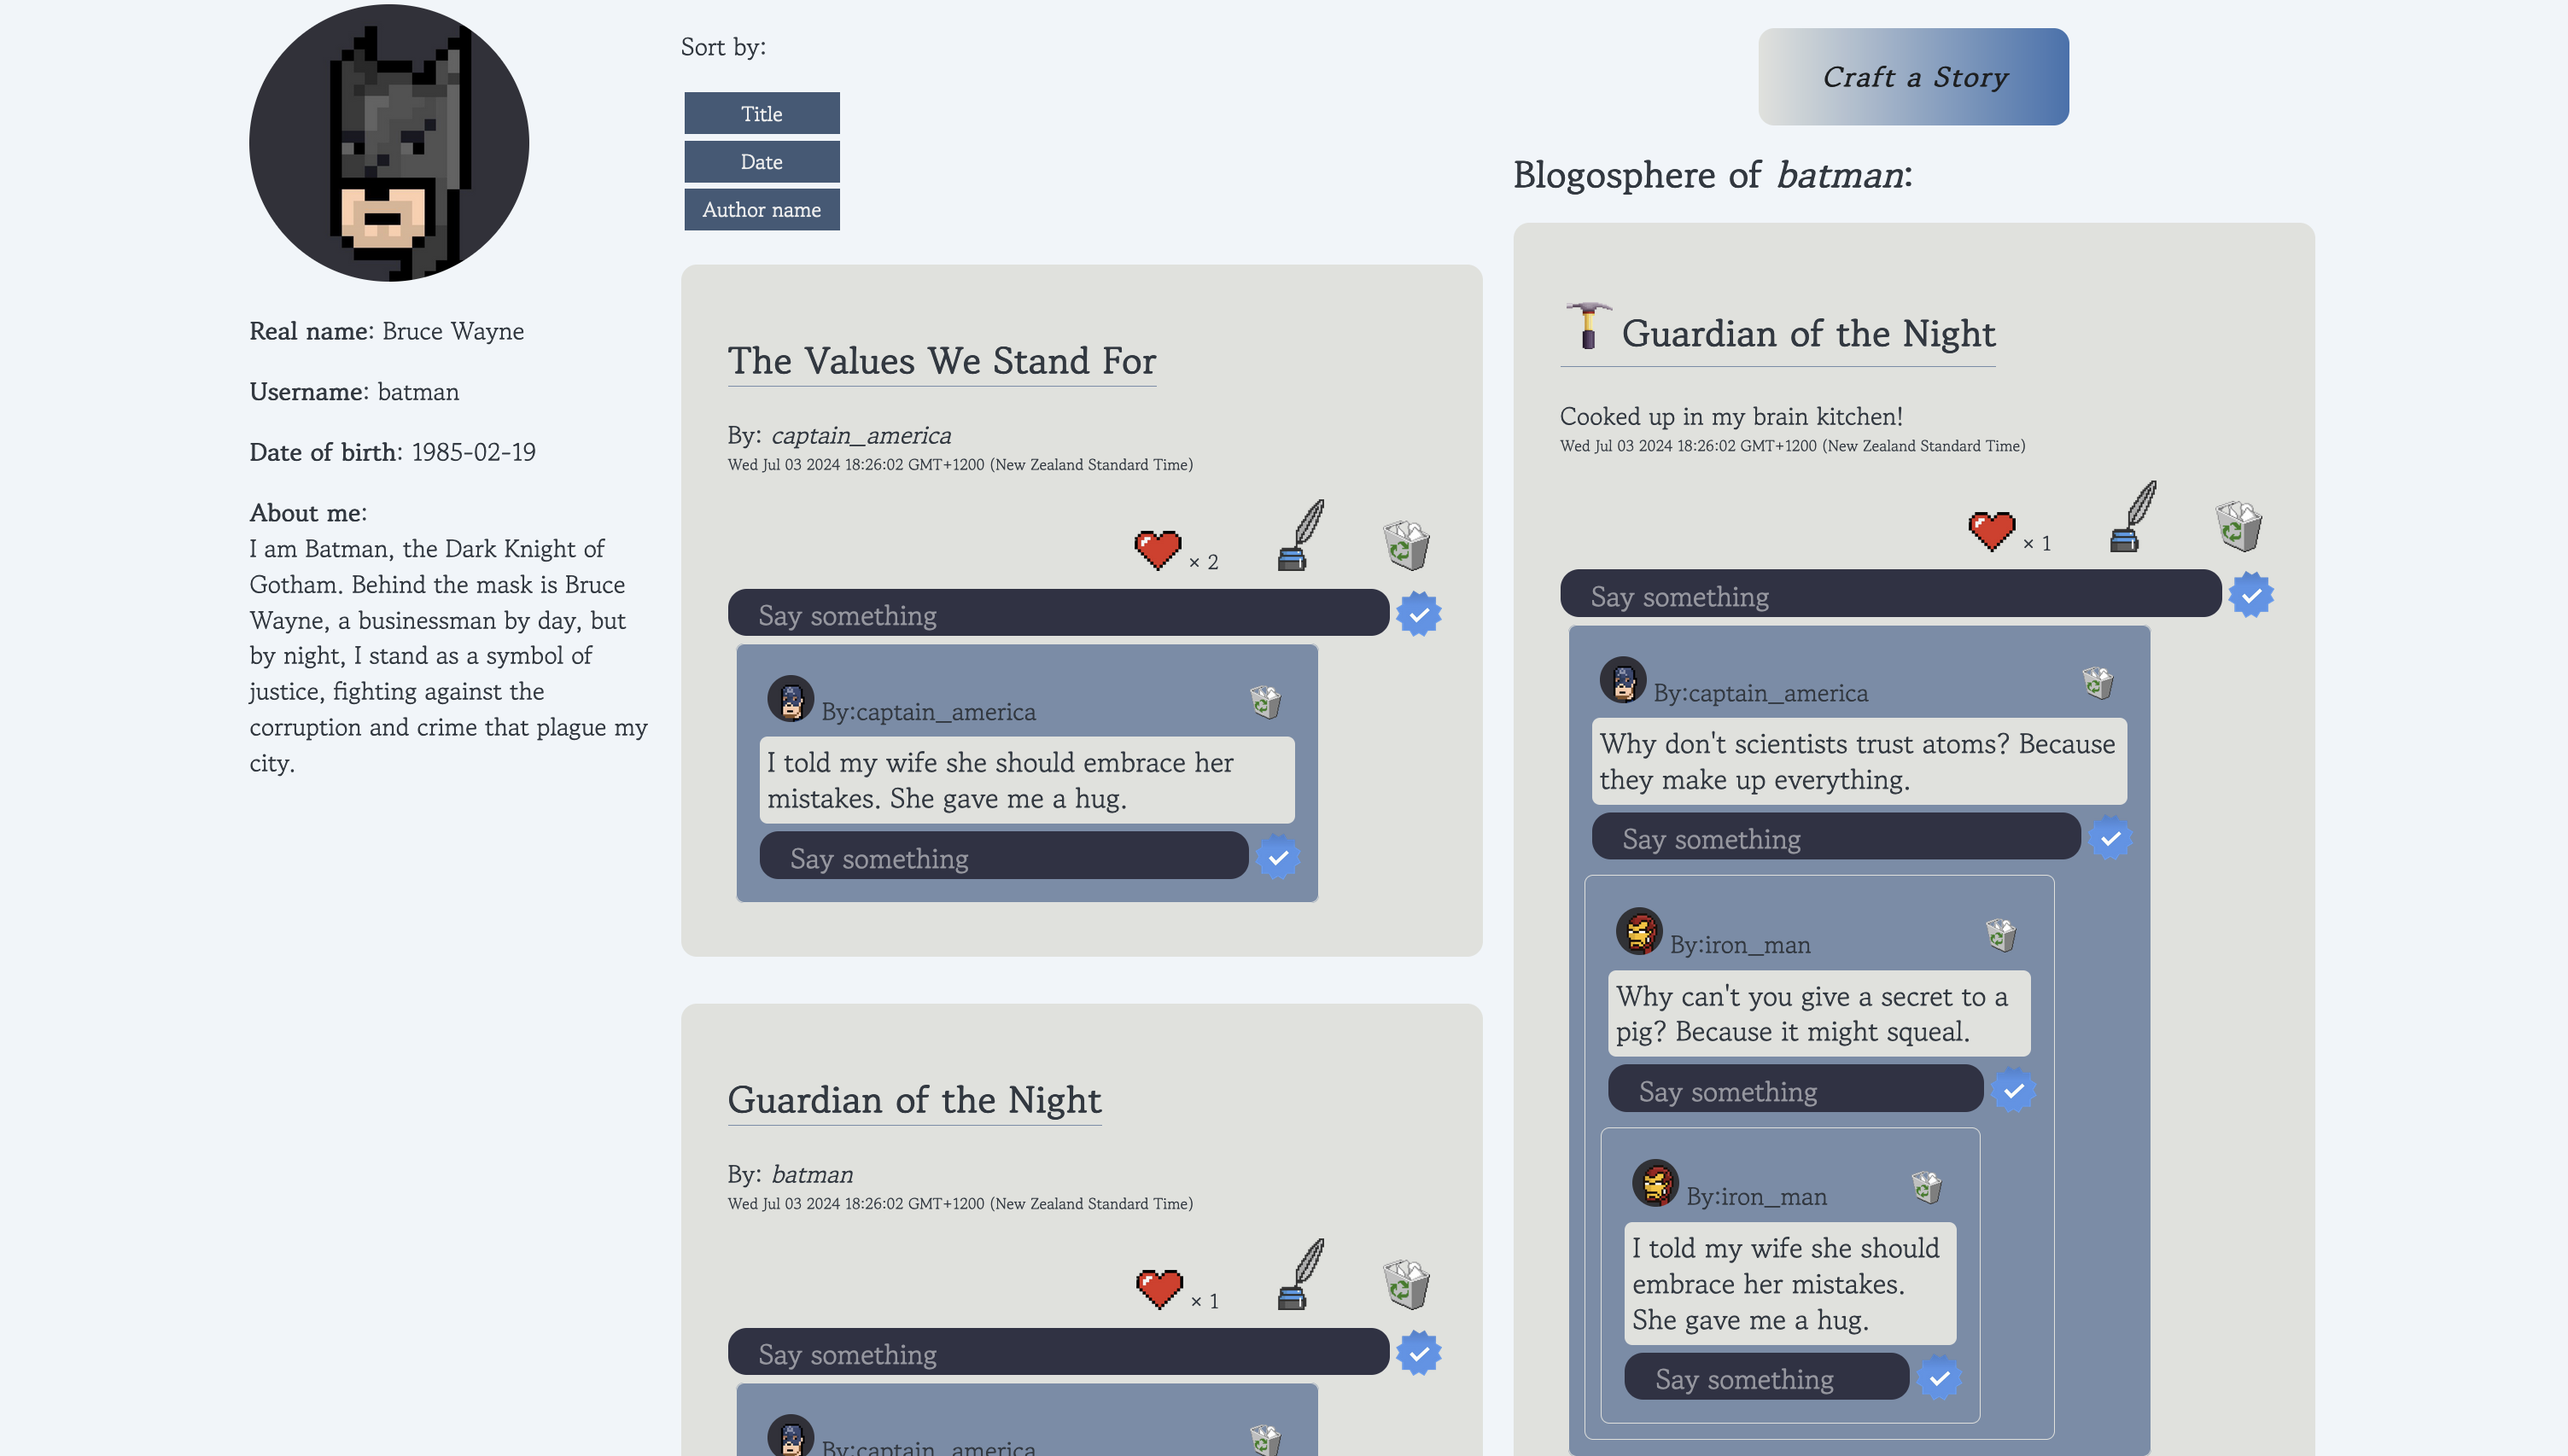 Real name: Bruce Wayne
Username: batman
Date of birth: 1985-02-19
About me:
I am Batman, the Dark Knight of
Gotham. Behind the mask is Bruce
Wayne, a businessman by day, but
by night, I stand as a symbol of
justice, fighting against the
corruption and crime that plague my
city.
Sort by:
Title
Date
Author name
The Values We Stand For
By: captain_america
Wed Jul 03 2024 18:26:02 GMT+1200 (New Zealand Standard Time)
× 2
Say something
By:captain_america
I told my wife she should embrace her
mistakes. She gave me a hug.
Say something
Guardian of the Night
By: batman
Wed Jul 03 2024 18:26:02 GMT+1200 (New Zealand Standard Time)
× 1
Say something
By:captain_america
Craft a Story
Blogosphere of batman:
Guardian of the Night
Cooked up in my brain kitchen!
Wed Jul 03 2024 18:26:02 GMT+1200 (New Zealand Standard Time)
× 1
Say something
By:captain_america
Why don't scientists trust atoms? Because
they make up everything.
Say something
By:iron_man
Why can't you give a secret to a
pig? Because it might squeal.
Say something
By:iron_man
I told my wife she should
embrace her mistakes.
She gave me a hug.
Say something